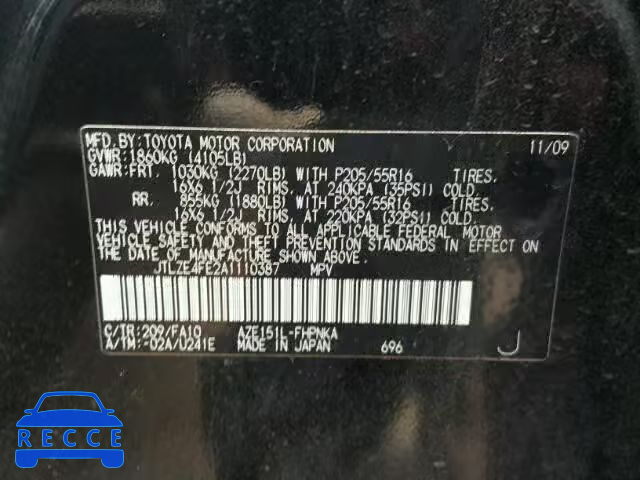 MFD.BY:TOYOTA MOTOR CORPORATION 11/09
GVWR:1860KG (4105LB)
GAWR:FRT. 1030KG (2270LB) WITH P205/55R16 TIRES.
16X6 1/2J RIMS. AT 240KPA (35PSI) COLD.
RR. 855KG (1880LB) WITH P205/55R16 TIRES.
16X6 1/2J RIMS. AT 220KPA (32PSI) COLD.
THIS VEHICLE CONFORMS TO ALL APPLICABLE FEDERAL MOTOR
VEHICLE SAFETY AND THEFT PREVENTION STANDARDS IN EFFECT ON
THE DATE OF MANUFACTURE SHOWN ABOVE.
JTLZE4FE2A1110387 MPV
C/TR:209/FA10 AZE151L-FHPNKA
A/TM:-02A/U241E MADE IN JAPAN 696 J
AZCCE